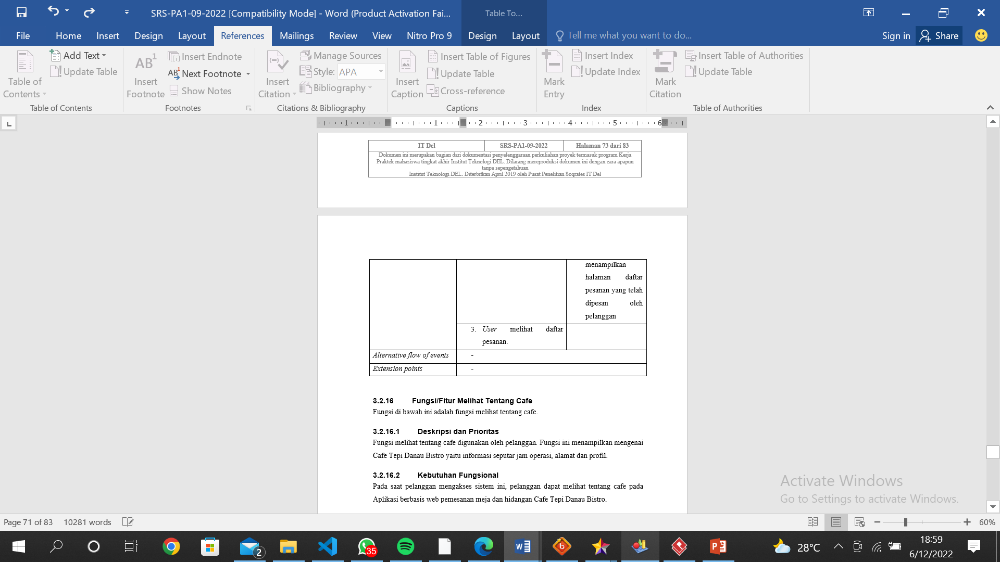 SRS-PA1-09-2022 [Compatibility Mode] - Word (Product Activation Fai...
Table To...
File Home Insert Design Layout References Mailings Review View Nitro Pro 9 Design Layout Tell me what you want to do... Sign in Share
Table of Contents
Add Text
Update Table
Table of Contents
AB1 Insert Footnote
Insert Endnote
AB1 Next Footnote
Show Notes
Footnotes
Insert Citation
Manage Sources
Style: APA
Bibliography
Citations & Bibliography
Insert Caption
Insert Table of Figures
Update Table
Cross-reference
Captions
Mark Entry
Insert Index
Update Index
Index
Mark Citation
Insert Table of Authorities
Update Table
Table of Authorities
L
1 1 2 3 4 5 6
IT Del SRS-PA1-09-2022 Halaman 73 dari 83
Dokumen ini merupakan bagian dari dokumentasi penyelenggaraan perkuliahan proyek termasuk program Kerja
Praktek mahasiswa tingkat akhir Institut Teknologi DEL. Dilarang mereproduksi dokumen ini dengan cara apapun
tanpa sepengetahuan
Institut Teknologi DEL. Diterbitkan April 2019 oleh Pusat Penelitian Soqrates IT Del
menampilkan
halaman daftar
pesanan yang telah
dipesan oleh
pelanggan
3. User melihat daftar
pesanan.
Alternative flow of events -
Extension points -
3.2.16 Fungsi/Fitur Melihat Tentang Cafe
Fungsi di bawah ini adalah fungsi melihat tentang cafe.
3.2.16.1 Deskripsi dan Prioritas
Fungsi melihat tentang cafe digunakan oleh pelanggan. Fungsi ini menampilkan mengenai
Cafe Tepi Danau Bistro yaitu informasi seputar jam operasi, alamat dan profil.
3.2.16.2 Kebutuhan Fungsional
Pada saat pelanggan mengakses sistem ini, pelanggan dapat melihat tentang cafe pada
Aplikasi berbasis web pemesanan meja dan hidangan Cafe Tepi Danau Bistro.
Activate Windows
Go to Settings to activate Windows.
Page 71 of 83 10281 words 60%
2 35 28°C
18:59
6/12/2022